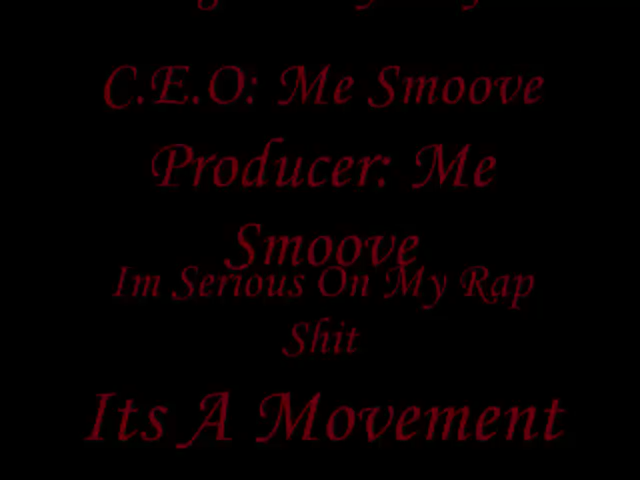 C.E.O: Me Smoove
Producer: Me
Smoove
Im Serious On My Rap
Shit
Its A Movement